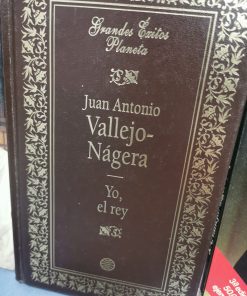 Grandes Éxitos
Planeta
Juan Antonio
Vallejo-
Nágera
Yo,
el rey